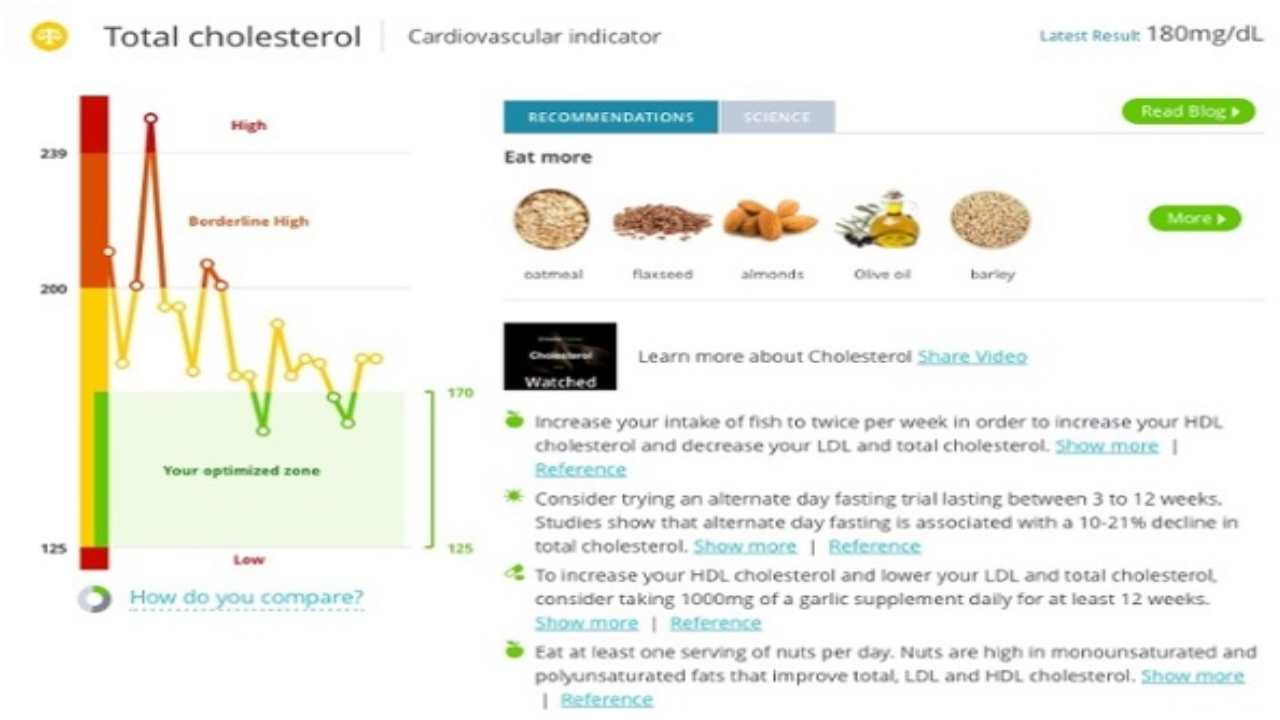 Total cholesterol
Cardiovascular indicator
Latest Result 180mg/dL
High
239
Borderline High
200
170
Your optimized zone
125
125
Low
How do you compare?
RECOMMENDATIONS
SCIENCE
Read Blog
Eat more
oatmeal
flaxseed
almonds
Olive oil
barley
More
Cholesterol
Watched
Learn more about Cholesterol Share Video
Increase your intake of fish to twice per week in order to increase your HDL
cholesterol and decrease your LDL and total cholesterol. Show more |
Reference
Consider trying an alternate day fasting trial lasting between 3 to 12 weeks.
Studies show that alternate day fasting is associated with a 10-21% decline in
total cholesterol. Show more | Reference
To increase your HDL cholesterol and lower your LDL and total cholesterol,
consider taking 1000mg of a garlic supplement daily for at least 12 weeks.
Show more | Reference
Eat at least one serving of nuts per day. Nuts are high in monounsaturated and
polyunsaturated fats that improve total, LDL and HDL cholesterol. Show more
| Reference